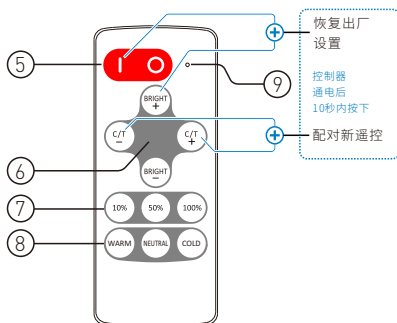 恢复出厂
设置
控制器
通电后
10秒内按下
配对新遥控
5
I O
9
BRIGHT
+
C/T
−
C/T
+
6
BRIGHT
−
7
10% 50% 100%
8
WARM NEUTRAL COLD